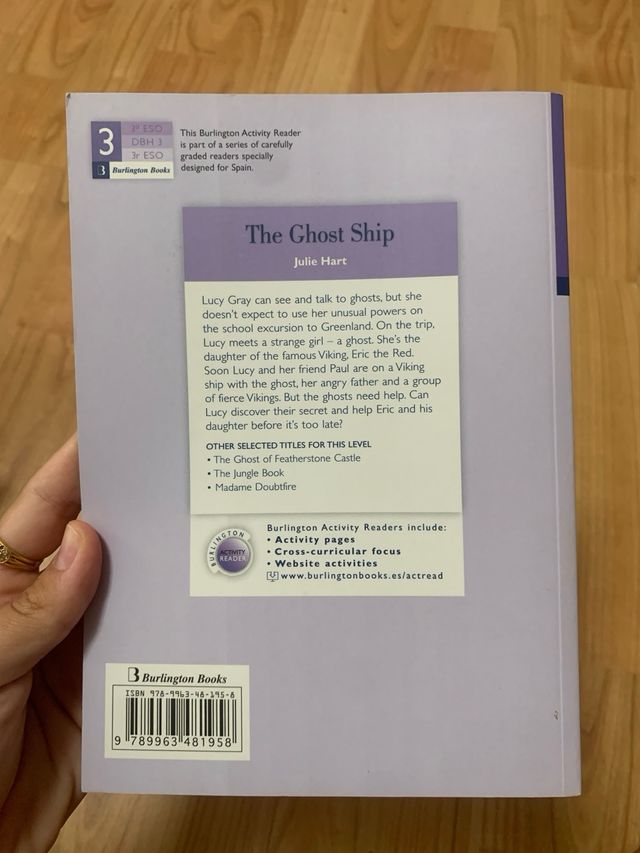 3
3º ESO
DBH 3
3r ESO
B Burlington Books
This Burlington Activity Reader
is part of a series of carefully
graded readers specially
designed for Spain.
The Ghost Ship
Julie Hart
Lucy Gray can see and talk to ghosts, but she
doesn't expect to use her unusual powers on
the school excursion to Greenland. On the trip,
Lucy meets a strange girl – a ghost. She's the
daughter of the famous Viking, Eric the Red.
Soon Lucy and her friend Paul are on a Viking
ship with the ghost, her angry father and a group
of fierce Vikings. But the ghosts need help. Can
Lucy discover their secret and help Eric and his
daughter before it's too late?
OTHER SELECTED TITLES FOR THIS LEVEL
• The Ghost of Featherstone Castle
• The Jungle Book
• Madame Doubtfire
BURLINGTON
ACTIVITY
READER
Burlington Activity Readers include:
• Activity pages
• Cross-curricular focus
• Website activities
www.burlingtonbooks.es/actread
B Burlington Books
ISBN 978-9963-48-195-8
9 789963 481958